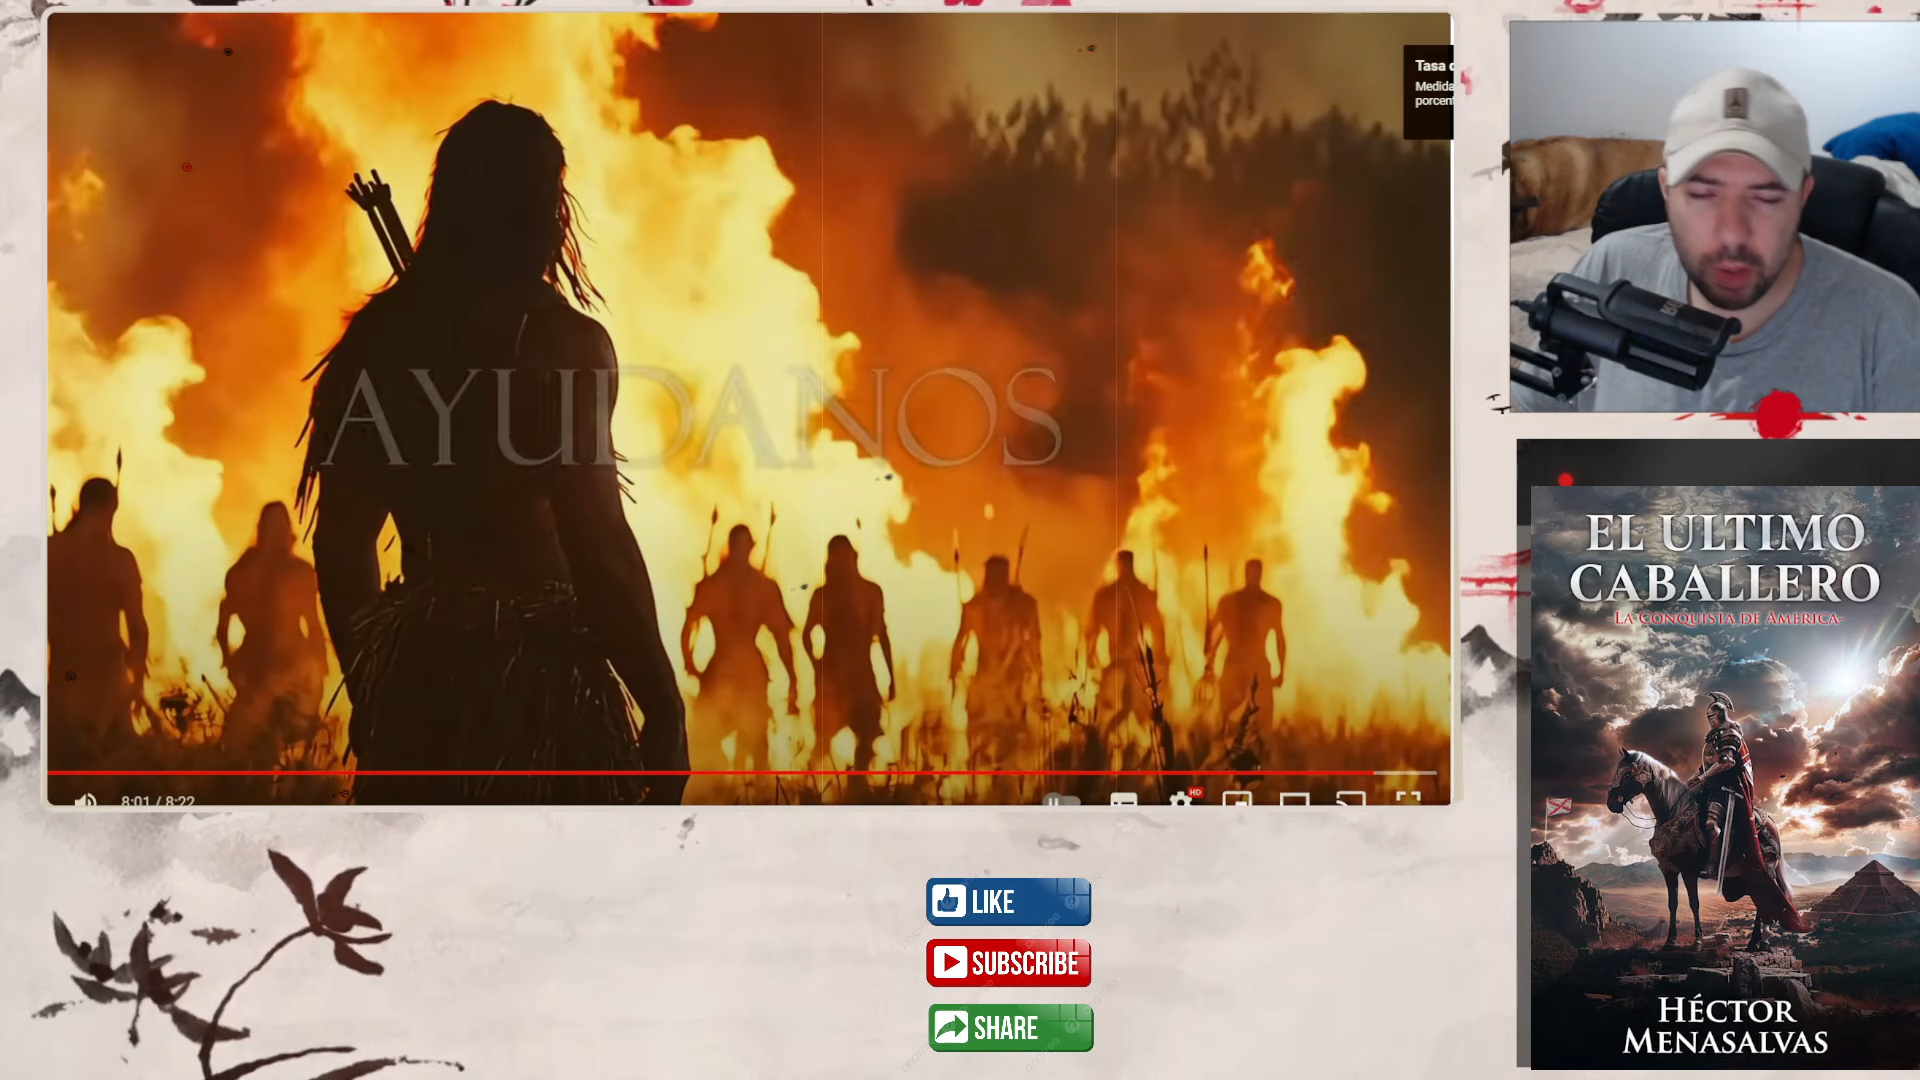 Tasa
Medida
AYUDANOS
8:01 / 8:22
HD
LIKE
SUBSCRIBE
SHARE
EL ULTIMO
CABALLERO
-LA CONQUISTA DE AMERICA-
HÉCTOR
MENASALVAS